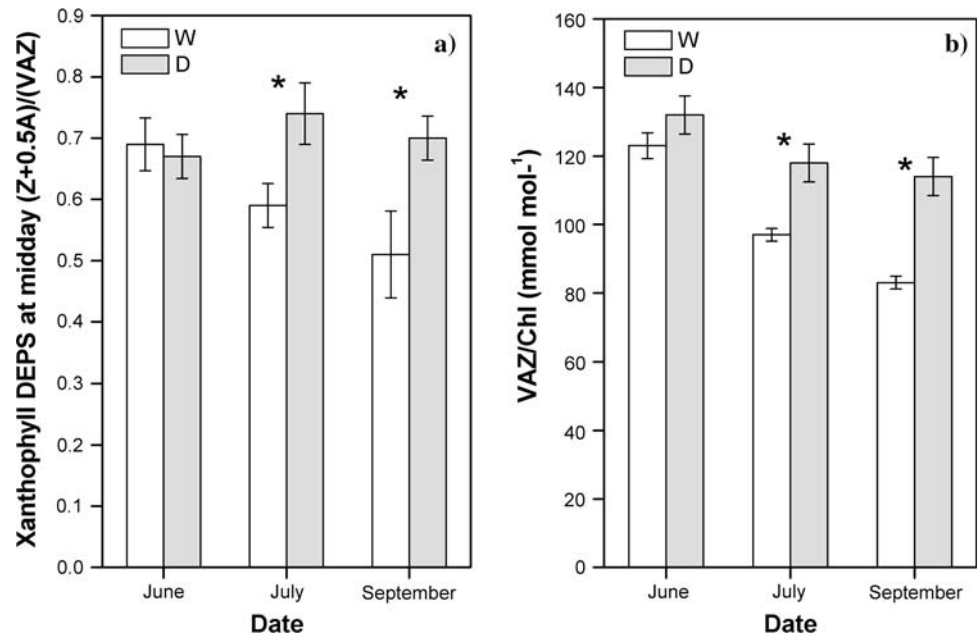 a)
W
D
*
*
Xanthophyll DEPS at midday (Z+0.5A)/(VAZ)
0.9
0.8
0.7
0.6
0.5
0.4
0.3
0.2
0.1
0.0
June
July
September
Date
b)
W
D
*
*
VAZ/Chl (mmol mol-¹)
160
140
120
100
80
60
40
20
0
June
July
September
Date